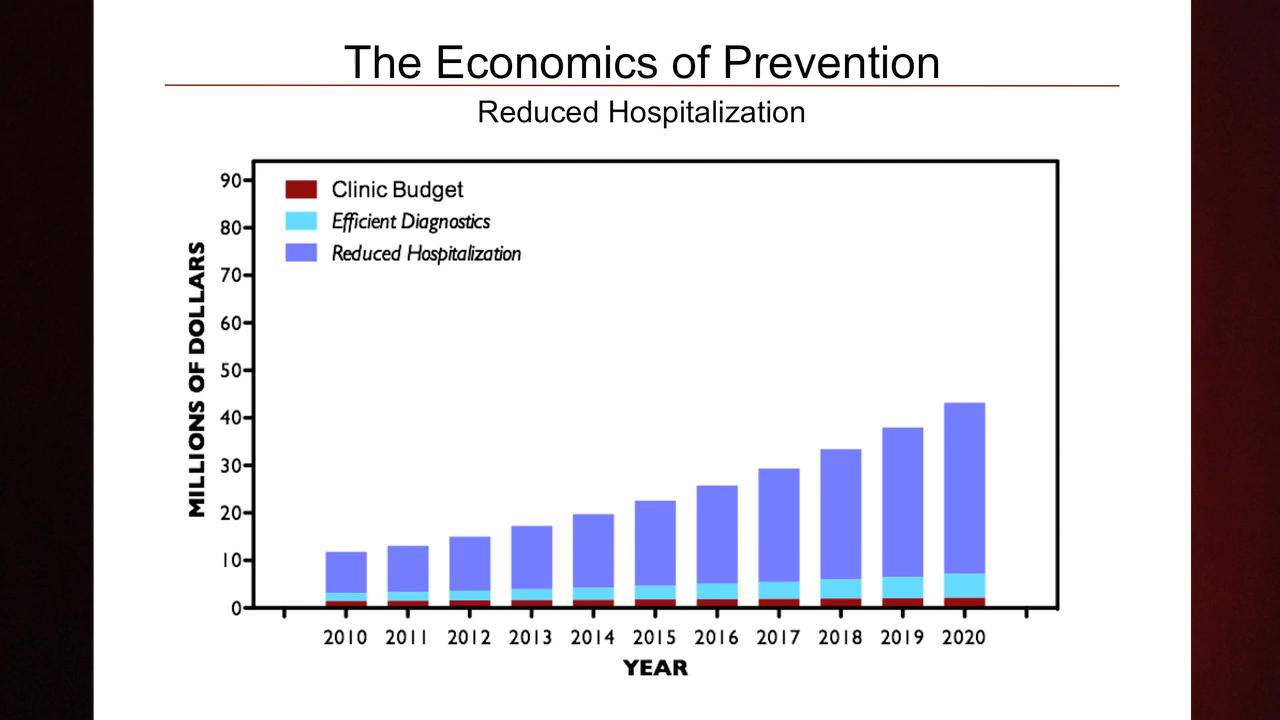 The Economics of Prevention
Reduced Hospitalization
Clinic Budget
Efficient Diagnostics
Reduced Hospitalization
MILLIONS OF DOLLARS
90
80
70
60
50
40
30
20
10
0
2010 2011 2012 2013 2014 2015 2016 2017 2018 2019 2020
YEAR